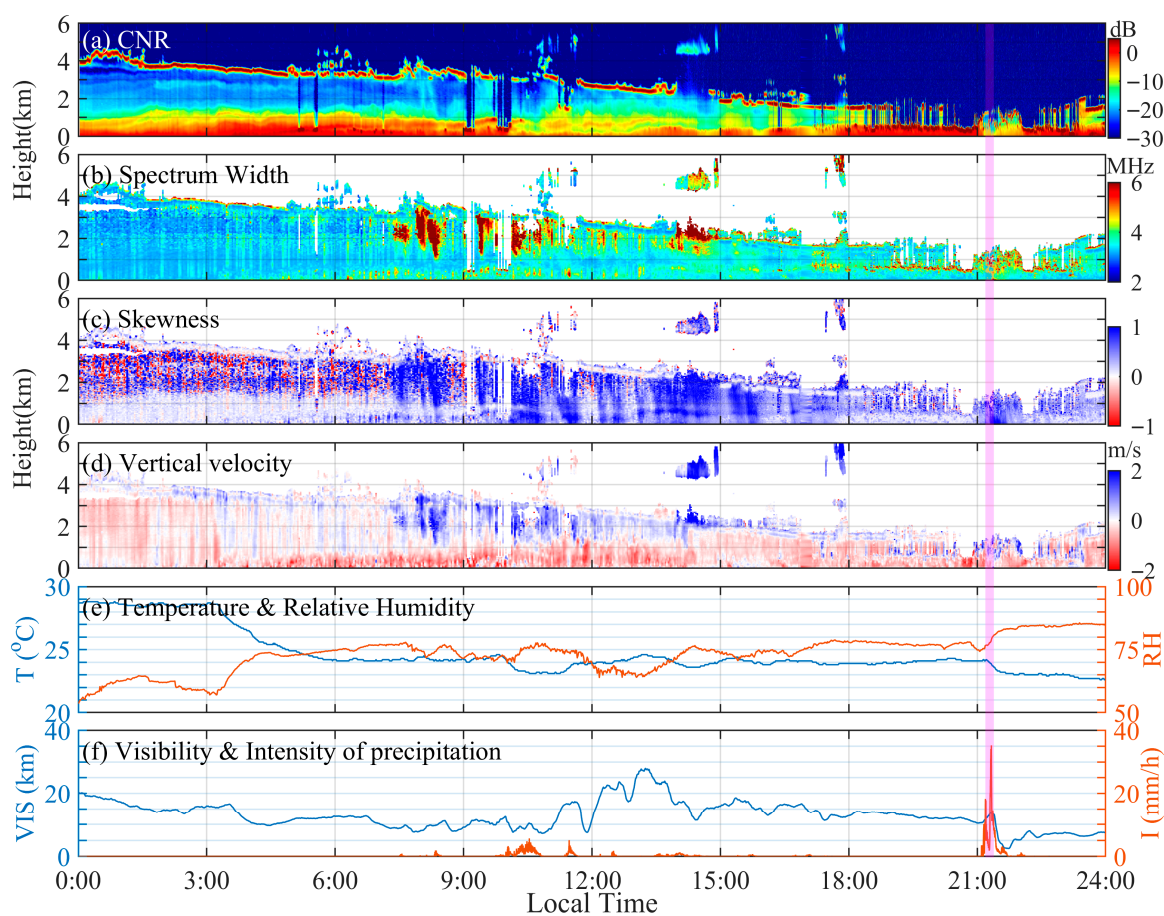 (a) CNR
dB
6
4
2
0
0
−10
−20
−30
Height(km)
(b) Spectrum Width
MHz
6
4
2
0
6
4
2
(c) Skewness
6
4
2
0
1
0
−1
Height(km)
(d) Vertical velocity
m/s
6
4
2
0
2
0
−2
(e) Temperature & Relative Humidity
T (°C)
30
24
20
100
75
50
RH
(f) Visibility & Intensity of precipitation
VIS (km)
40
20
0
40
20
0
I (mm/h)
0:00 3:00 6:00 9:00 12:00 15:00 18:00 21:00 24:00
Local Time